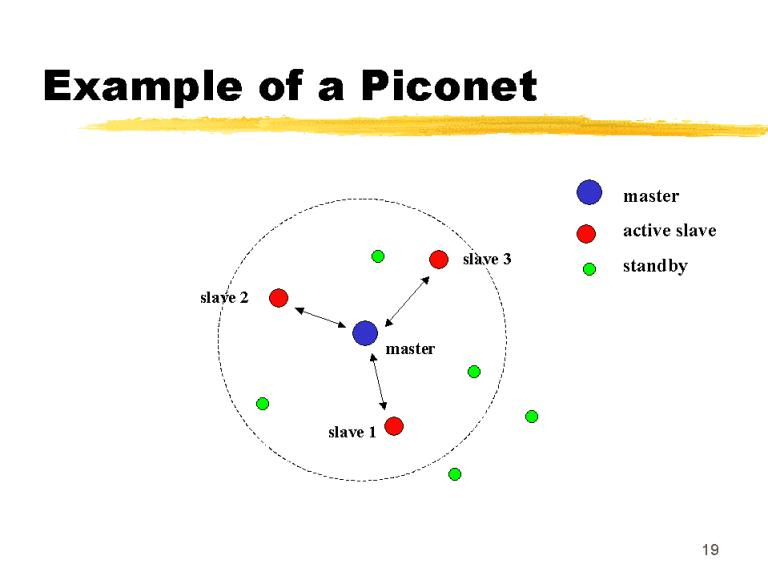 Example of a Piconet
master
active slave
standby
slave 3
slave 2
master
slave 1
19